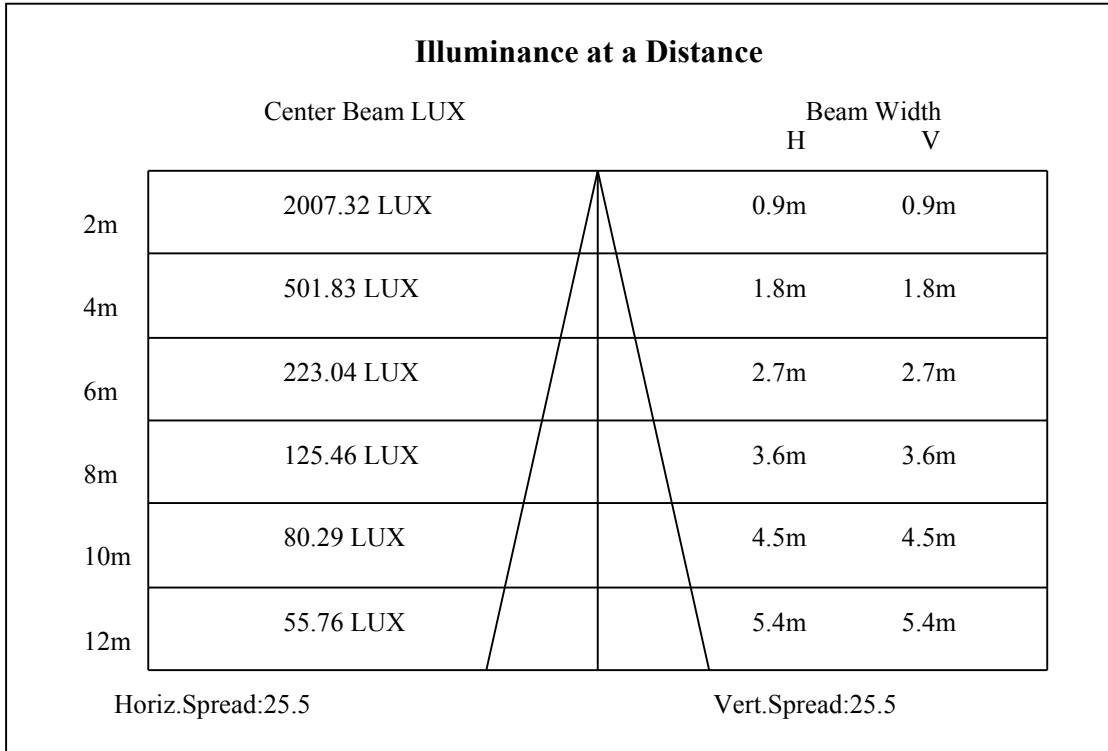 Illuminance at a Distance
Center Beam LUX Beam Width
H V
2m 2007.32 LUX 0.9m 0.9m
4m 501.83 LUX 1.8m 1.8m
6m 223.04 LUX 2.7m 2.7m
8m 125.46 LUX 3.6m 3.6m
10m 80.29 LUX 4.5m 4.5m
12m 55.76 LUX 5.4m 5.4m
Horiz.Spread:25.5 Vert.Spread:25.5